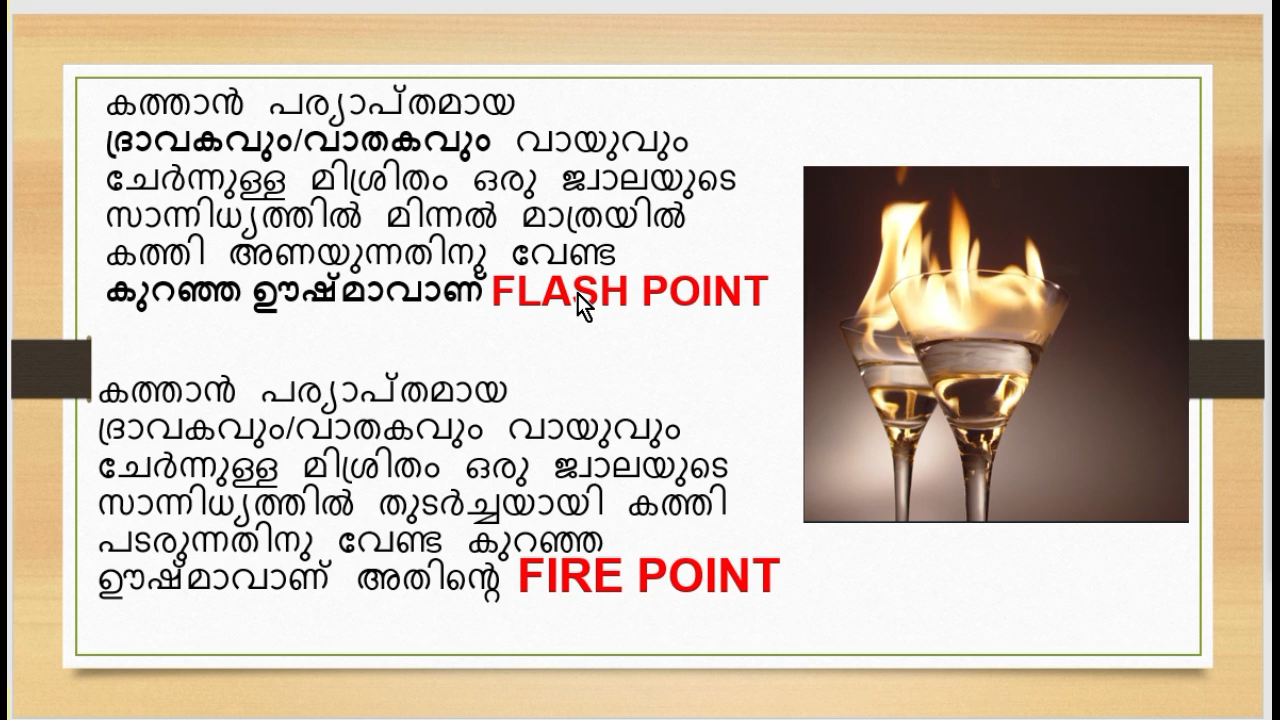 കത്താൻ പര്യാപ്തമായ
ദ്രാവകവും/വാതകവും വായുവും
ചേർന്നുള്ള മിശ്രിതം ഒരു ജ്വാലയുടെ
സാന്നിധ്യത്തിൽ മിന്നൽ മാത്രയിൽ
കത്തി അണയുന്നതിനു വേണ്ട
കുറഞ്ഞ ഊഷ്മാവാണ് FLASH POINT
കത്താൻ പര്യാപ്തമായ
ദ്രാവകവും/വാതകവും വായുവും
ചേർന്നുള്ള മിശ്രിതം ഒരു ജ്വാലയുടെ
സാന്നിധ്യത്തിൽ തുടർച്ചയായി കത്തി
പടരുന്നതിനു വേണ്ട കുറഞ്ഞ
ഊഷ്മാവാണ് അതിന്റെ FIRE POINT